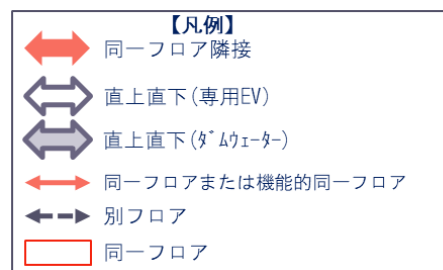 【凡例】
同一フロア隣接
直上直下(専用EV)
直上直下(ﾀﾞﾑｳｪｰﾀｰ)
同一フロアまたは機能的同一フロア
別フロア
同一フロア